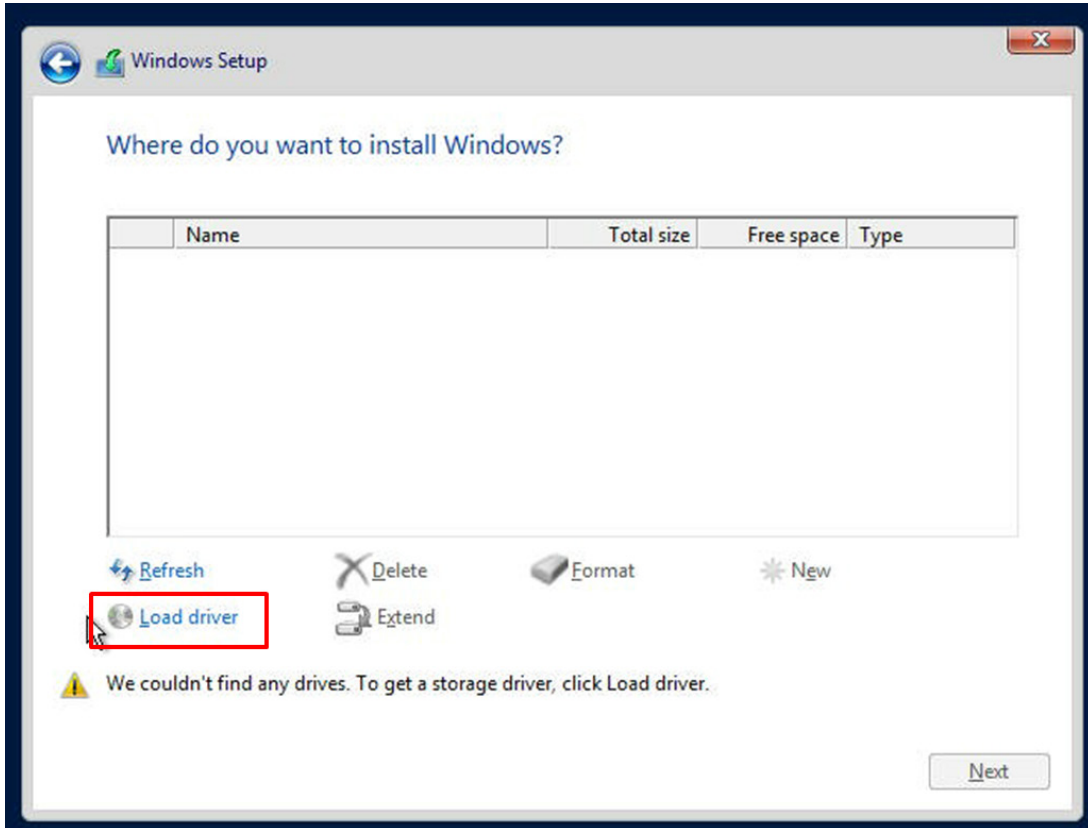 Windows Setup
Where do you want to install Windows?
Name Total size Free space Type
Refresh Delete Format New
Load driver Extend
We couldn't find any drives. To get a storage driver, click Load driver.
Next